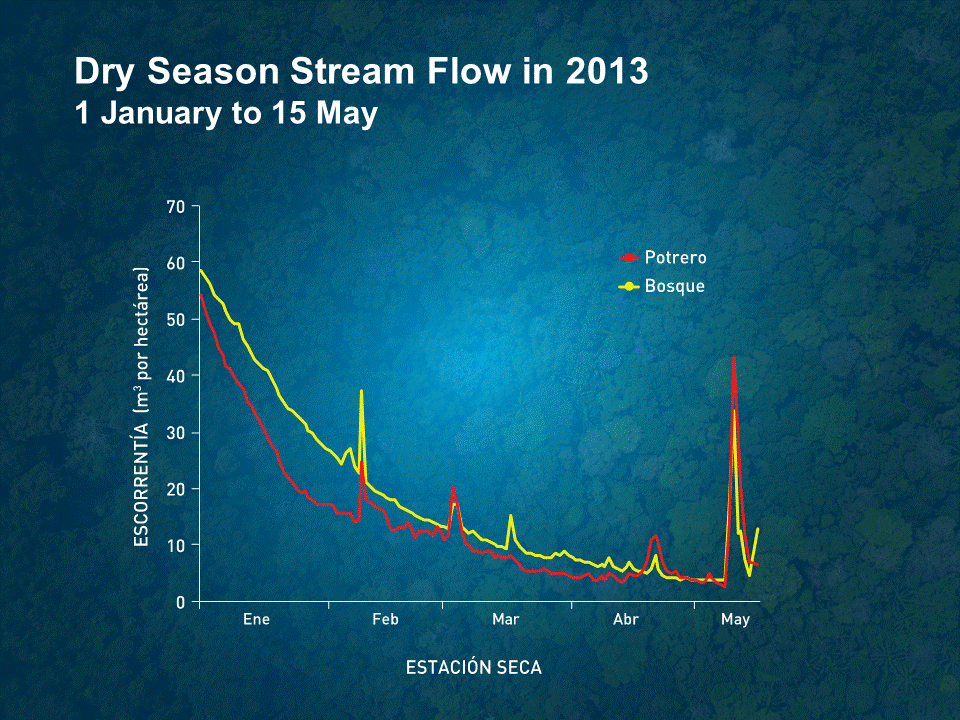 Dry Season Stream Flow in 2013
1 January to 15 May
70
60
50
40
30
20
10
0
ESCORRENTÍA (m³ por hectárea)
Potrero
Bosque
Ene
Feb
Mar
Abr
May
ESTACIÓN SECA